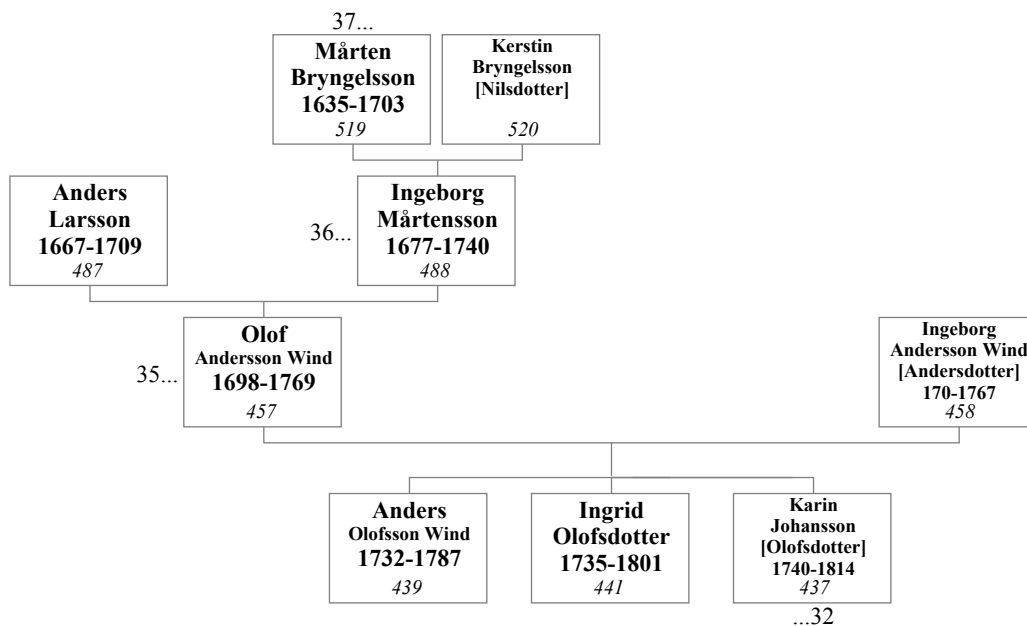 37...
Mårten
Bryngelsson
1635-1703
519
Kerstin
Bryngelsson
[Nilsdotter]
520
Anders
Larsson
1667-1709
487
36...
Ingeborg
Mårtensson
1677-1740
488
35...
Olof
Andersson Wind
1698-1769
457
Ingeborg
Andersson Wind
[Andersdotter]
170-1767
458
Anders
Olofsson Wind
1732-1787
439
Ingrid
Olofsdotter
1735-1801
441
Karin
Johansson
[Olofsdotter]
1740-1814
437
...32